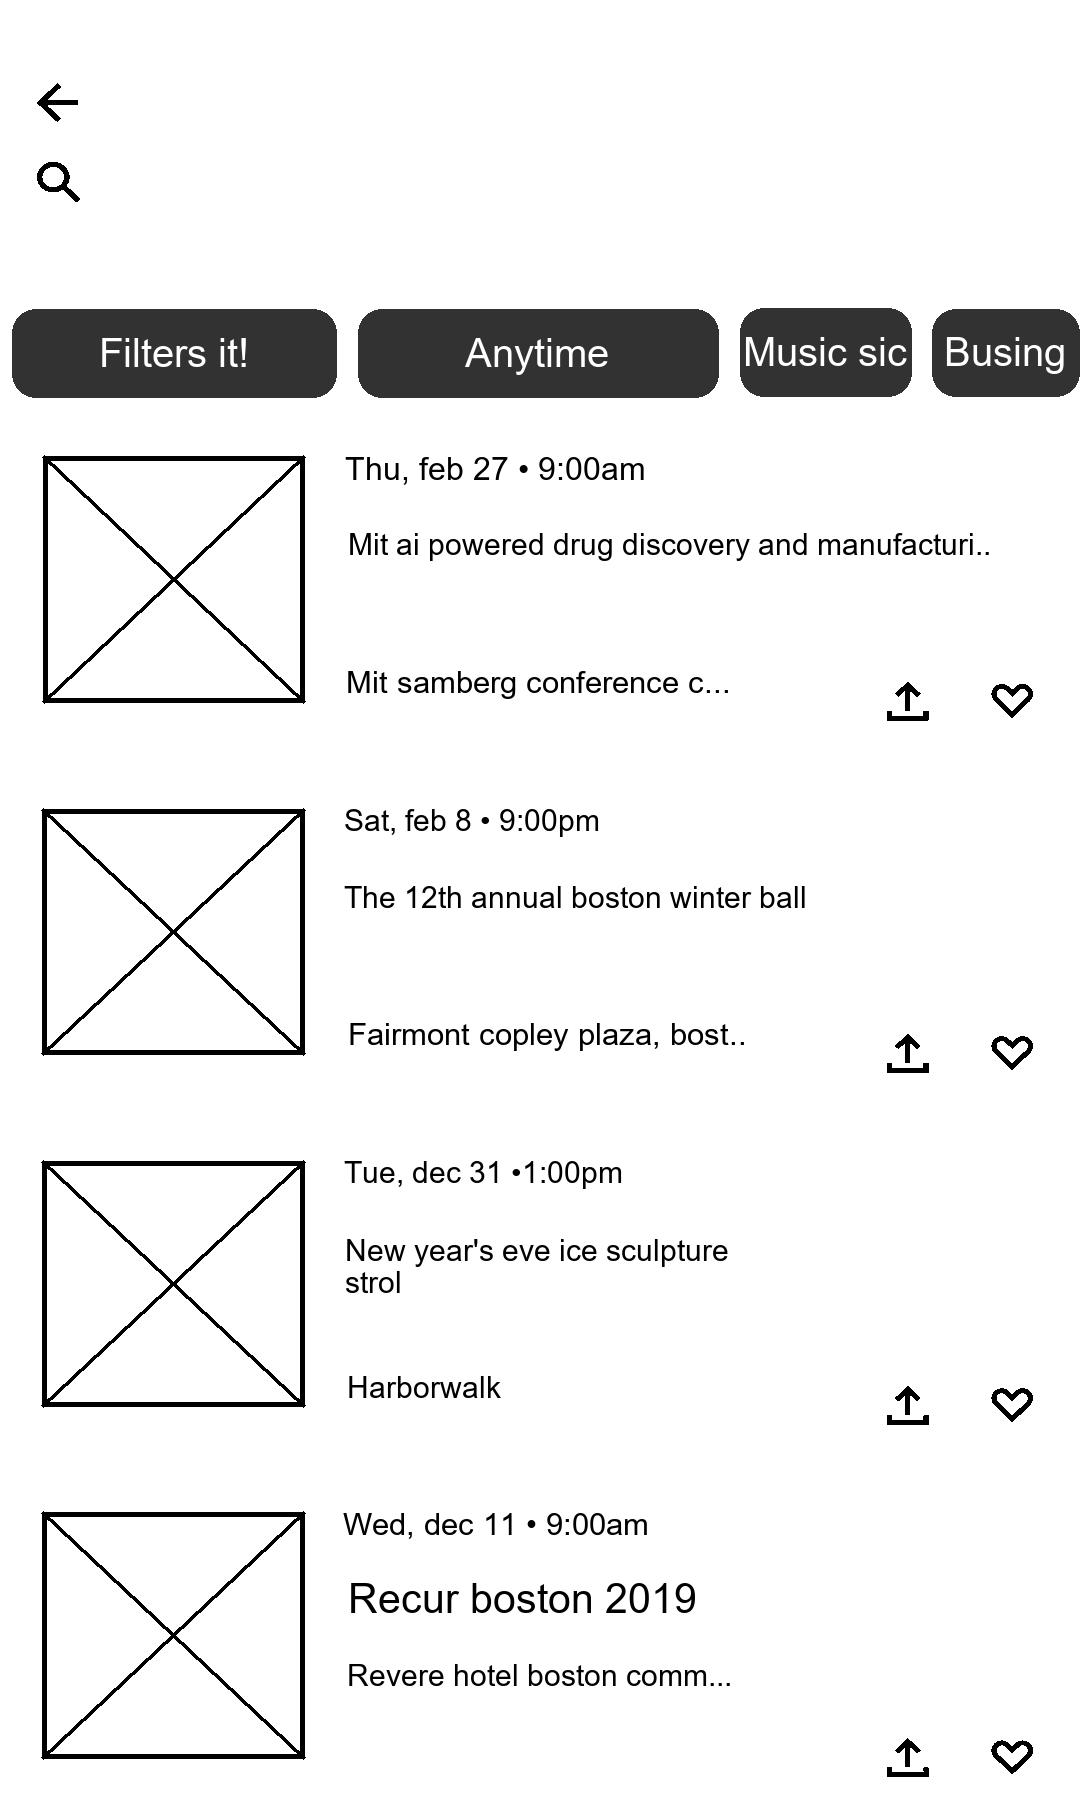 Filters it!
Anytime
Music sic
Busing
Thu, feb 27 • 9:00am
Mit ai powered drug discovery and manufacturi..
Mit samberg conference c...
Sat, feb 8 • 9:00pm
The 12th annual boston winter ball
Fairmont copley plaza, bost..
Tue, dec 31 •1:00pm
New year's eve ice sculpture
strol
Harborwalk
Wed, dec 11 • 9:00am
Recur boston 2019
Revere hotel boston comm...